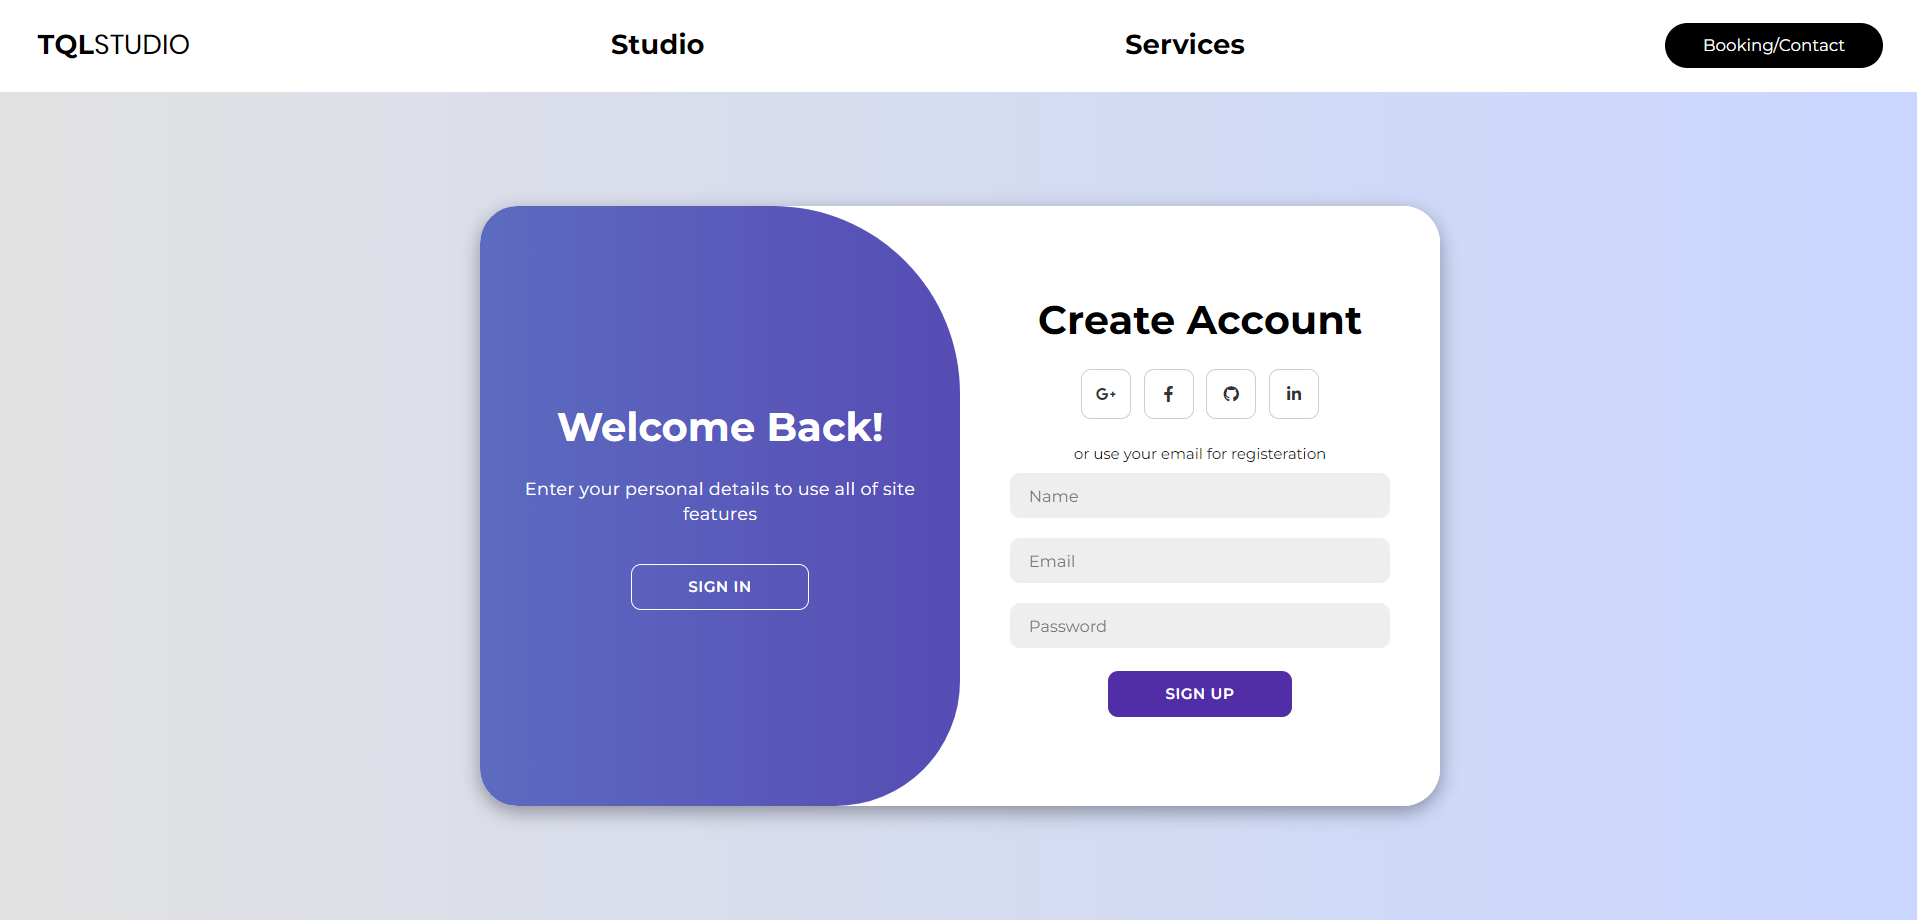 TQLSTUDIO
Studio
Services
Booking/Contact
Welcome Back!
Enter your personal details to use all of site
features
SIGN IN
Create Account
G+
f
in
or use your email for registeration
Name
Email
Password
SIGN UP